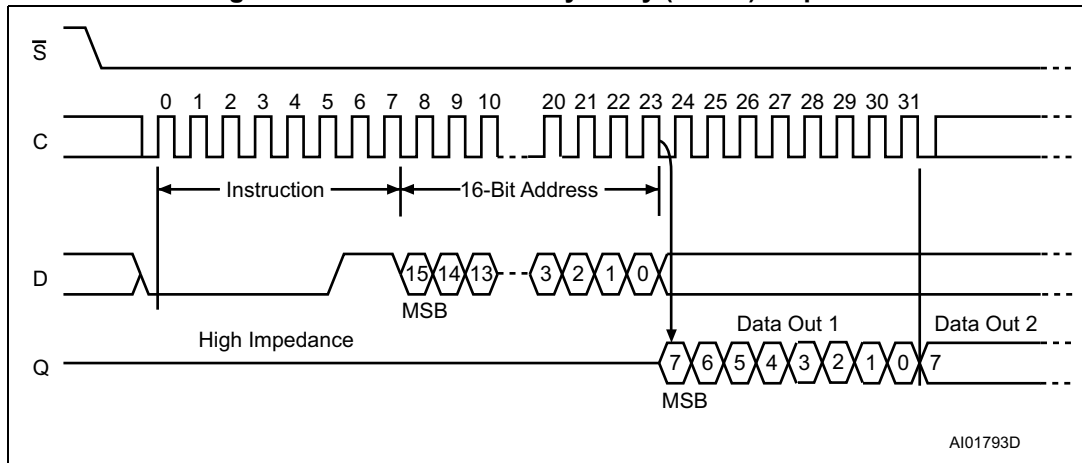 S̅
0 1 2 3 4 5 6 7 8 9 10 20 21 22 23 24 25 26 27 28 29 30 31
C
Instruction 16-Bit Address
D
15 14 13 3 2 1 0
MSB
High Impedance Data Out 1 Data Out 2
Q
7 6 5 4 3 2 1 0 7
MSB
AI01793D